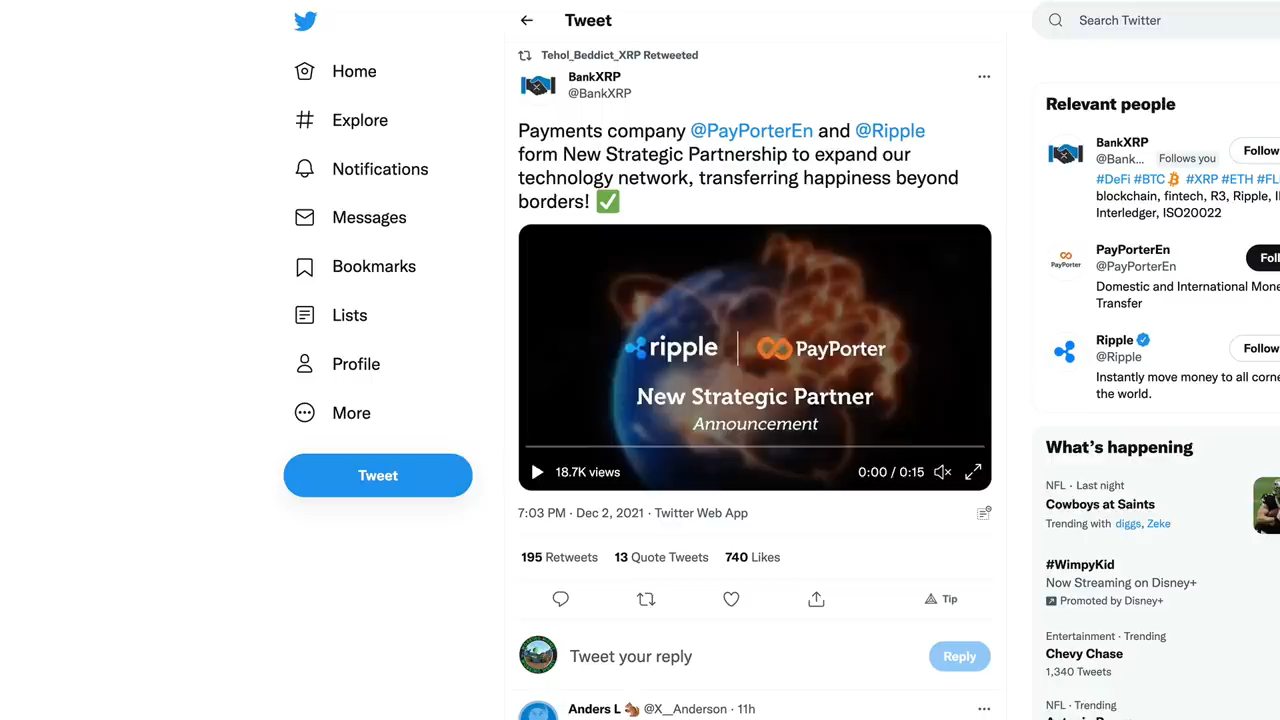 Home
Explore
Notifications
Messages
Bookmarks
Lists
Profile
More
Tweet
Tweet
Tehol_Beddict_XRP Retweeted
BankXRP
@BankXRP
Payments company @PayPorterEn and @Ripple
form New Strategic Partnership to expand our
technology network, transferring happiness beyond
borders! ✅
ripple | PayPorter
New Strategic Partner
Announcement
18.7K views
0:00 / 0:15
7:03 PM · Dec 2, 2021 · Twitter Web App
195 Retweets 13 Quote Tweets 740 Likes
Tip
Tweet your reply
Reply
Anders L 🐿️ @X__Anderson · 11h
Search Twitter
Relevant people
BankXRP
@Bank... Follows you
Follow
#DeFi #BTC #XRP #ETH
blockchain, fintech, R3, Ripple,
Interledger, ISO20022
PayPorter
PayPorterEn
@PayPorterEn
Domestic and International
Transfer
Ripple
@Ripple
Follow
Instantly move money to all
the world.
What's happening
NFL · Last night
Cowboys at Saints
Trending with diggs, Zeke
#WimpyKid
Now Streaming on Disney+
Promoted by Disney+
Entertainment · Trending
Chevy Chase
1,340 Tweets
NFL · Trending